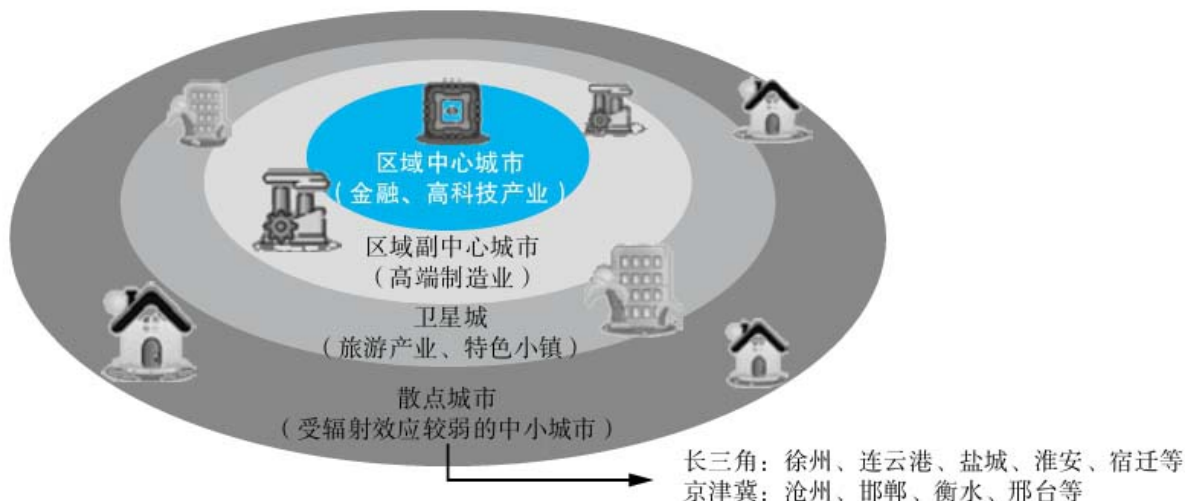 区域中心城市
（金融、高科技产业）
区域副中心城市
（高端制造业）
卫星城
（旅游产业、特色小镇）
散点城市
（受辐射效应较弱的中小城市）
长三角：徐州、连云港、盐城、淮安、宿迁等
京津冀：沧州、邯郸、衡水、邢台等